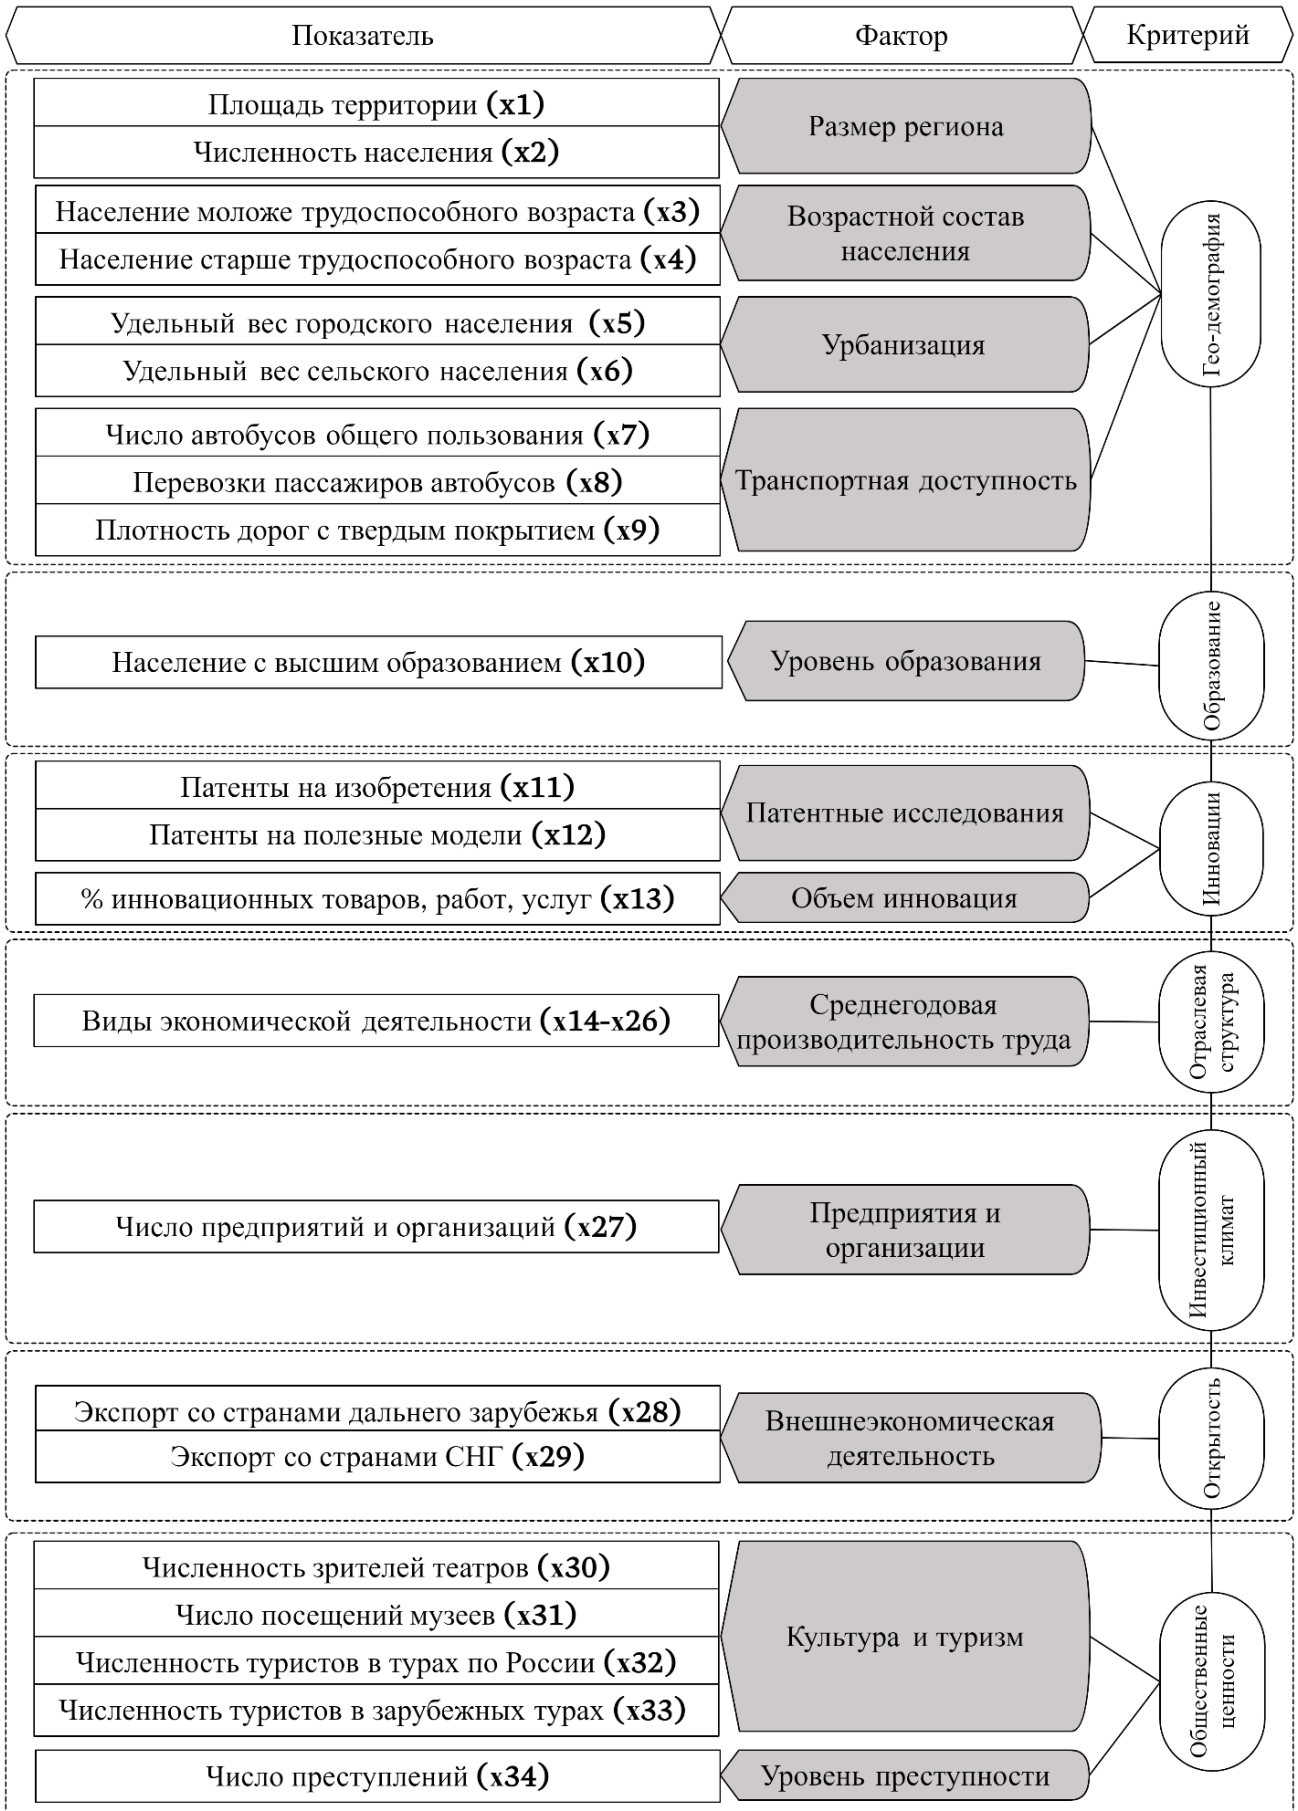 Показатель
Фактор
Критерий
Площадь территории (x1)
Численность населения (x2)
Размер региона
Население моложе трудоспособного возраста (x3)
Население старше трудоспособного возраста (x4)
Возрастной состав
населения
Удельный вес городского населения (x5)
Удельный вес сельского населения (x6)
Урбанизация
Число автобусов общего пользования (x7)
Перевозки пассажиров автобусов (x8)
Плотность дорог с твердым покрытием (x9)
Транспортная доступность
Гео-демография
Население с высшим образованием (x10)
Уровень образования
Образование
Патенты на изобретения (x11)
Патенты на полезные модели (x12)
Патентные исследования
% инновационных товаров, работ, услуг (x13)
Объем инновация
Инновации
Виды экономической деятельности (x14-x26)
Среднегодовая
производительность труда
Отраслевая
структура
Число предприятий и организаций (x27)
Предприятия и
организации
Инвестиционный
климат
Экспорт со странами дальнего зарубежья (x28)
Экспорт со странами СНГ (x29)
Внешнеэкономическая
деятельность
Открытость
Численность зрителей театров (x30)
Число посещений музеев (x31)
Численность туристов в турах по России (x32)
Численность туристов в зарубежных турах (x33)
Культура и туризм
Число преступлений (x34)
Уровень преступности
Общественные
ценности